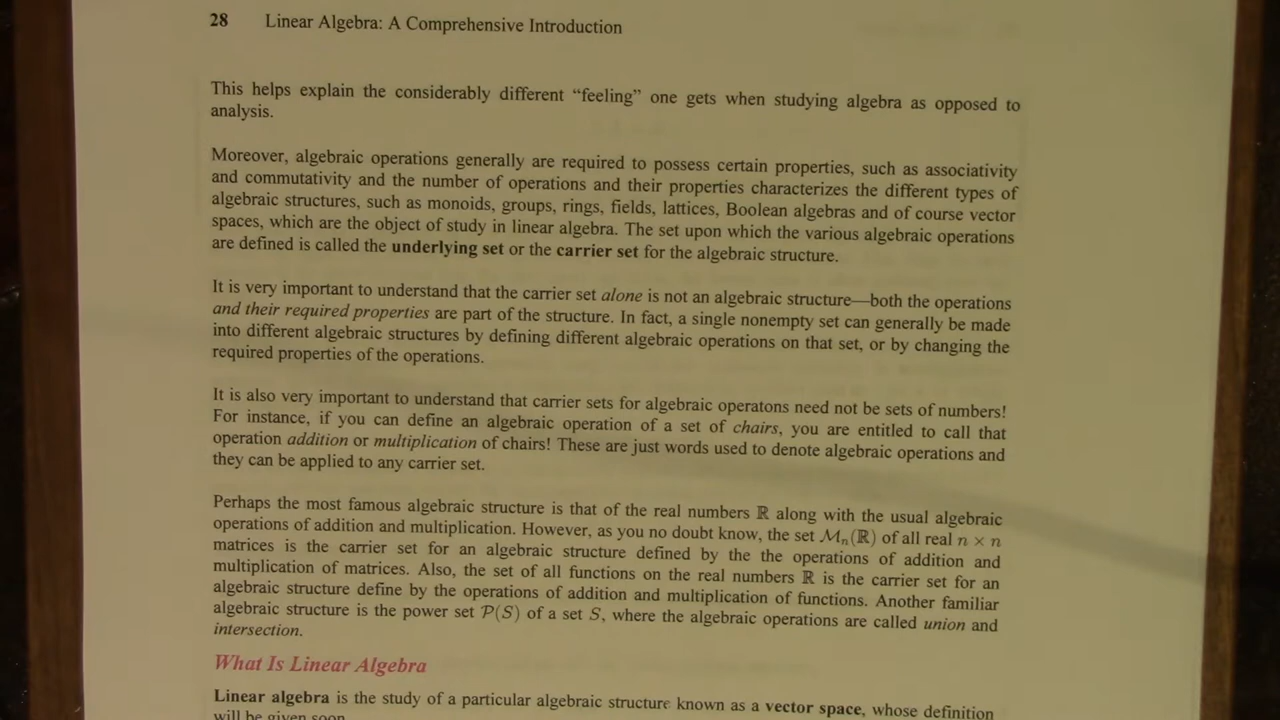 28 Linear Algebra: A Comprehensive Introduction
This helps explain the considerably different “feeling” one gets when studying algebra as opposed to
analysis.
Moreover, algebraic operations generally are required to possess certain properties, such as associativity
and commutativity and the number of operations and their properties characterizes the different types of
algebraic structures, such as monoids, groups, rings, fields, lattices, Boolean algebras and of course vector
spaces, which are the object of study in linear algebra. The set upon which the various algebraic operations
are defined is called the underlying set or the carrier set for the algebraic structure.
It is very important to understand that the carrier set alone is not an algebraic structure—both the operations
and their required properties are part of the structure. In fact, a single nonempty set can generally be made
into different algebraic structures by defining different algebraic operations on that set, or by changing the
required properties of the operations.
It is also very important to understand that carrier sets for algebraic operatons need not be sets of numbers!
For instance, if you can define an algebraic operation of a set of chairs, you are entitled to call that
operation addition or multiplication of chairs! These are just words used to denote algebraic operations and
they can be applied to any carrier set.
Perhaps the most famous algebraic structure is that of the real numbers ℝ along with the usual algebraic
operations of addition and multiplication. However, as you no doubt know, the set ℳn(ℝ) of all real n × n
matrices is the carrier set for an algebraic structure defined by the the operations of addition and
multiplication of matrices. Also, the set of all functions on the real numbers ℝ is the carrier set for an
algebraic structure define by the operations of addition and multiplication of functions. Another familiar
algebraic structure is the power set 𝒫(S) of a set S, where the algebraic operations are called union and
intersection.
What Is Linear Algebra
Linear algebra is the study of a particular algebraic structure known as a vector space, whose definition
will be given soon